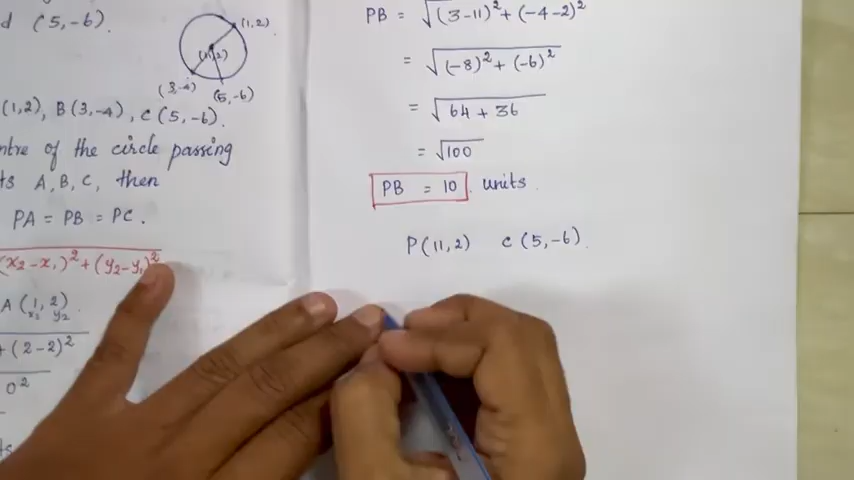 d (5,-6).
(1,2)
(11,2)
(3,-4)
(5,-6)
(1,2), B(3,-4), C(5,-6).
ntre of the circle passing
ts A, B, C, then
PA = PB = PC.
(x₂-x₁)² + (y₂-y₁)²
A (1, 2)
x₂ y₂
+ (2-2)²
0²
ts
PB = √(3-11)² + (-4-2)²
= √(-8)² + (-6)²
= √64 + 36
= √100
PB = 10 units.
P(11,2) C(5,-6).